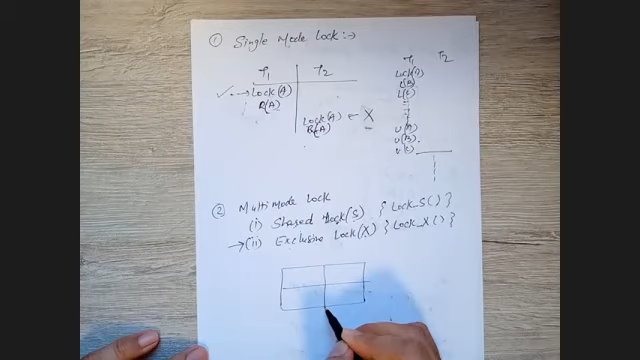 ① Single Mode Lock :→
T1 T2
✓→ Lock(A)
R(A)
Lock(A) ← X
R(A)
T1 T2
Lock(A)
L(B)
L(C)
U(A)
U(B)
U(C)
② Multimode Lock
(i) Shared Lock(S) { Lock_S() }
→(ii) Exclusive Lock(X) { Lock_X() }